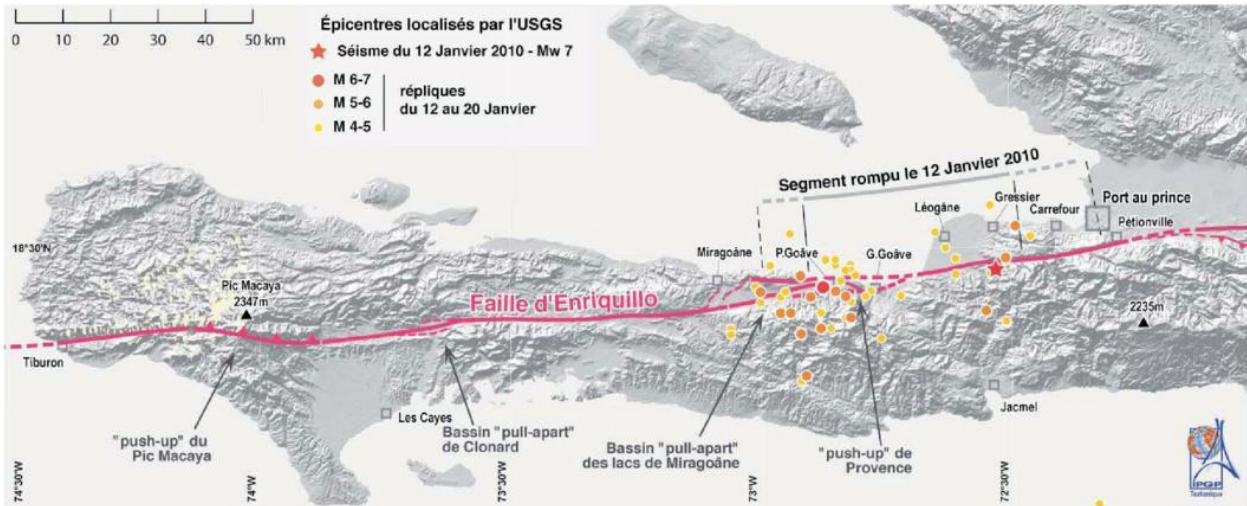 0 10 20 30 40 50 km
Épicentres localisés par l'USGS
Séisme du 12 Janvier 2010 - Mw 7
M 6-7
M 5-6
M 4-5
répliques
du 12 au 20 Janvier
Segment rompu le 12 Janvier 2010
Port au prince
Gressier
Léogâne
Carrefour
Pétionville
18°30'N
Miragoâne
P.Goâve
G.Goâve
Pic Macaya
2347m
Faille d'Enriquillo
2235m
Tiburon
Les Cayes
Jacmel
"push-up" du
Pic Macaya
Bassin "pull-apart"
de Clonard
Bassin "pull-apart"
des lacs de Miragoâne
"push-up" de
Provence
74°30'W
74°W
73°30'W
73°W
72°30'W
IPGP
Tectonique